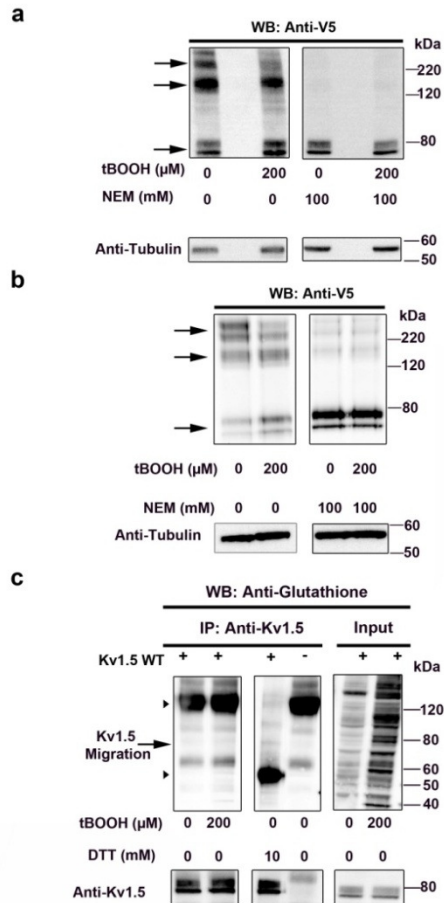 a
WB: Anti-V5
kDa
220
120
80
tBOOH (µM) 0 200 0 200
NEM (mM) 0 0 100 100
Anti-Tubulin 60
50
b
WB: Anti-V5
kDa
220
120
80
tBOOH (µM) 0 200 0 200
NEM (mM) 0 0 100 100
Anti-Tubulin 60
50
c
WB: Anti-Glutathione
IP: Anti-Kv1.5 Input
Kv1.5 WT + + + - + +
kDa
120
Kv1.5
Migration
80
60
50
40
tBOOH (µM) 0 200 0 0 0 200
DTT (mM) 0 0 10 0 0 0
Anti-Kv1.5 80